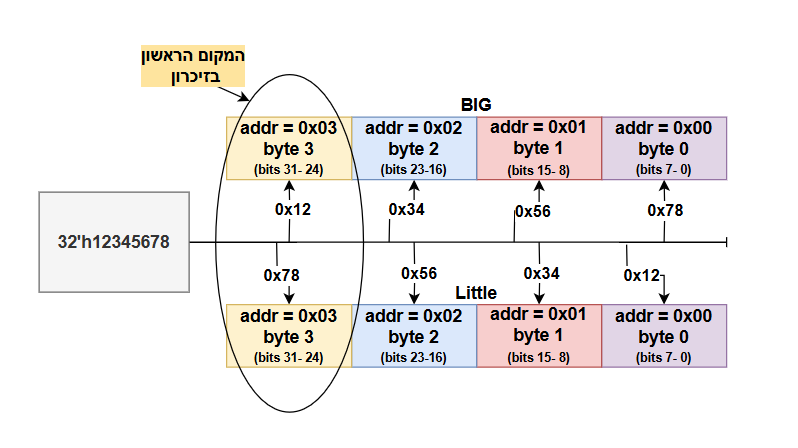 המקום הראשון
בזיכרון
BIG
addr = 0x03
byte 3
(bits 31- 24)
addr = 0x02
byte 2
(bits 23-16)
addr = 0x01
byte 1
(bits 15- 8)
addr = 0x00
byte 0
(bits 7- 0)
0x12
0x34
0x56
0x78
32'h12345678
0x78
0x56
0x34
0x12
Little
addr = 0x03
byte 3
(bits 31- 24)
addr = 0x02
byte 2
(bits 23-16)
addr = 0x01
byte 1
(bits 15- 8)
addr = 0x00
byte 0
(bits 7- 0)